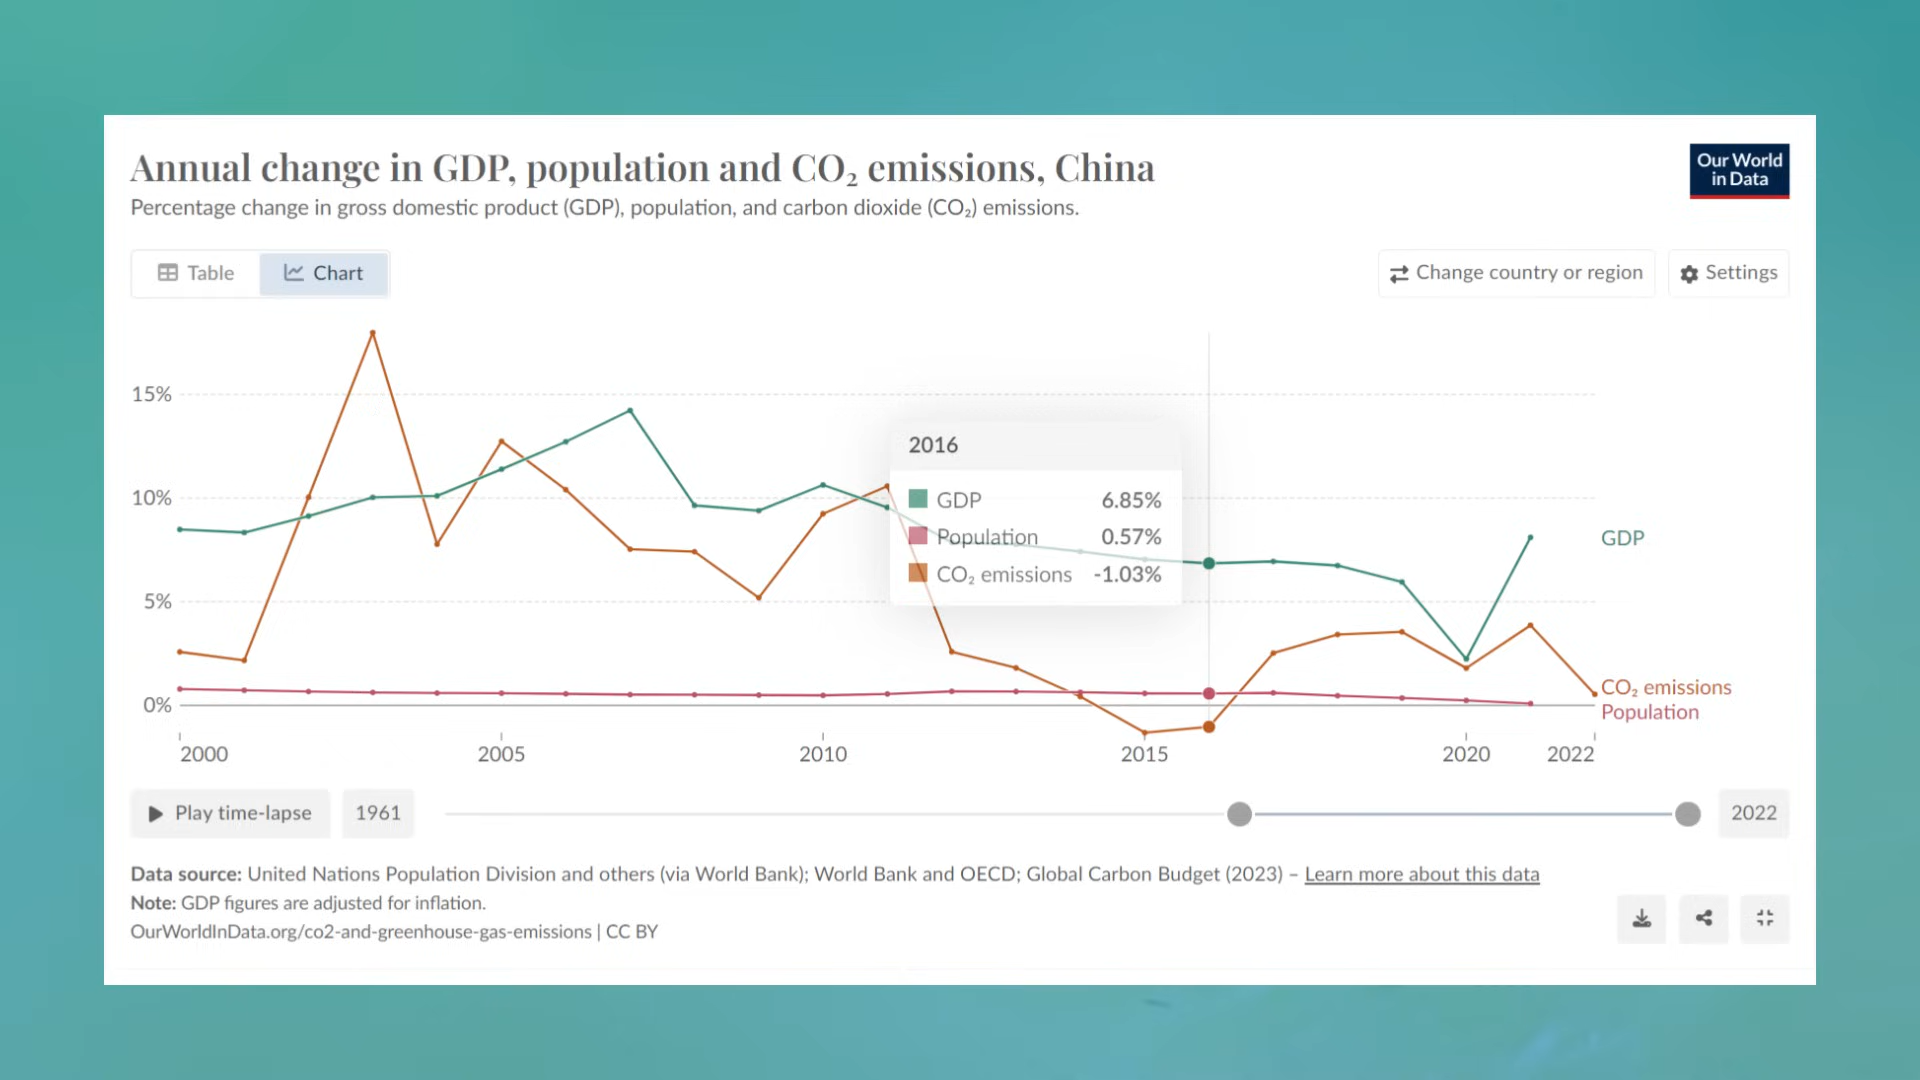 Annual change in GDP, population and CO₂ emissions, China
Percentage change in gross domestic product (GDP), population, and carbon dioxide (CO₂) emissions.
Our World
in Data
Table
Chart
Change country or region
Settings
15%
10%
5%
0%
2016
GDP 6.85%
Population 0.57%
CO₂ emissions -1.03%
GDP
CO₂ emissions
Population
2000 2005 2010 2015 2020 2022
Play time-lapse
1961
2022
Data source: United Nations Population Division and others (via World Bank); World Bank and OECD; Global Carbon Budget (2023) – Learn more about this data
Note: GDP figures are adjusted for inflation.
OurWorldInData.org/co2-and-greenhouse-gas-emissions | CC BY